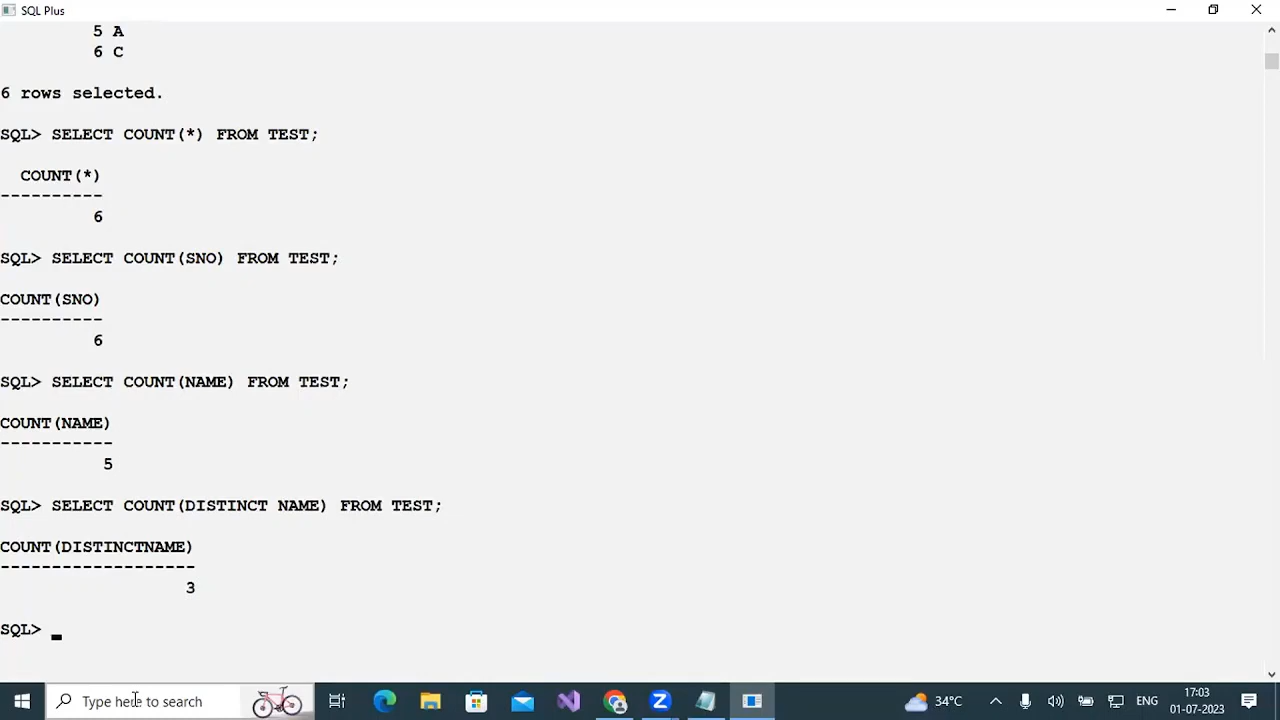 SQL Plus
5 A
6 C
6 rows selected.
SQL> SELECT COUNT(*) FROM TEST;
COUNT(*)
----------
6
SQL> SELECT COUNT(SNO) FROM TEST;
COUNT(SNO)
----------
6
SQL> SELECT COUNT(NAME) FROM TEST;
COUNT(NAME)
-----------
5
SQL> SELECT COUNT(DISTINCT NAME) FROM TEST;
COUNT(DISTINCTNAME)
-------------------
3
SQL>
Type here to search
34°C
ENG
17:03
01-07-2023